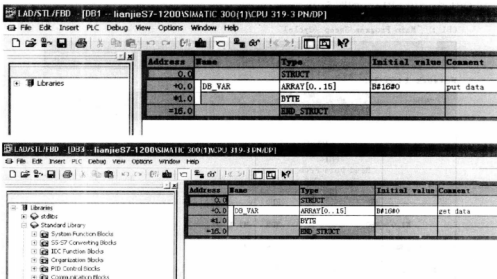 LAD/STL/FBD - [DB1 -- lianjieS7-1200\SIMATIC 300(1)\CPU 319-3 PN/DP]
File Edit Insert PLC Debug View Options Window Help
Address Name Type Initial value Comment
0.0 STRUCT
+0.0 DB_VAR ARRAY[0..15] B#16#0 put data
*1.0 BYTE
=16.0 END_STRUCT
Libraries
LAD/STL/FBD - [DB3 -- lianjieS7-1200\SIMATIC 300(1)\CPU 319-3 PN/DP]
File Edit Insert PLC Debug View Options Window Help
Address Name Type Initial value Comment
0.0 STRUCT
+0.0 DB_VAR ARRAY[0..15] B#16#0 get data
*1.0 BYTE
=16.0 END_STRUCT
Libraries
stdlibs
Standard Library
System Function Blocks
S5-S7 Converting Blocks
IEC Function Blocks
Organization Blocks
PID Control Blocks
Communication Blocks